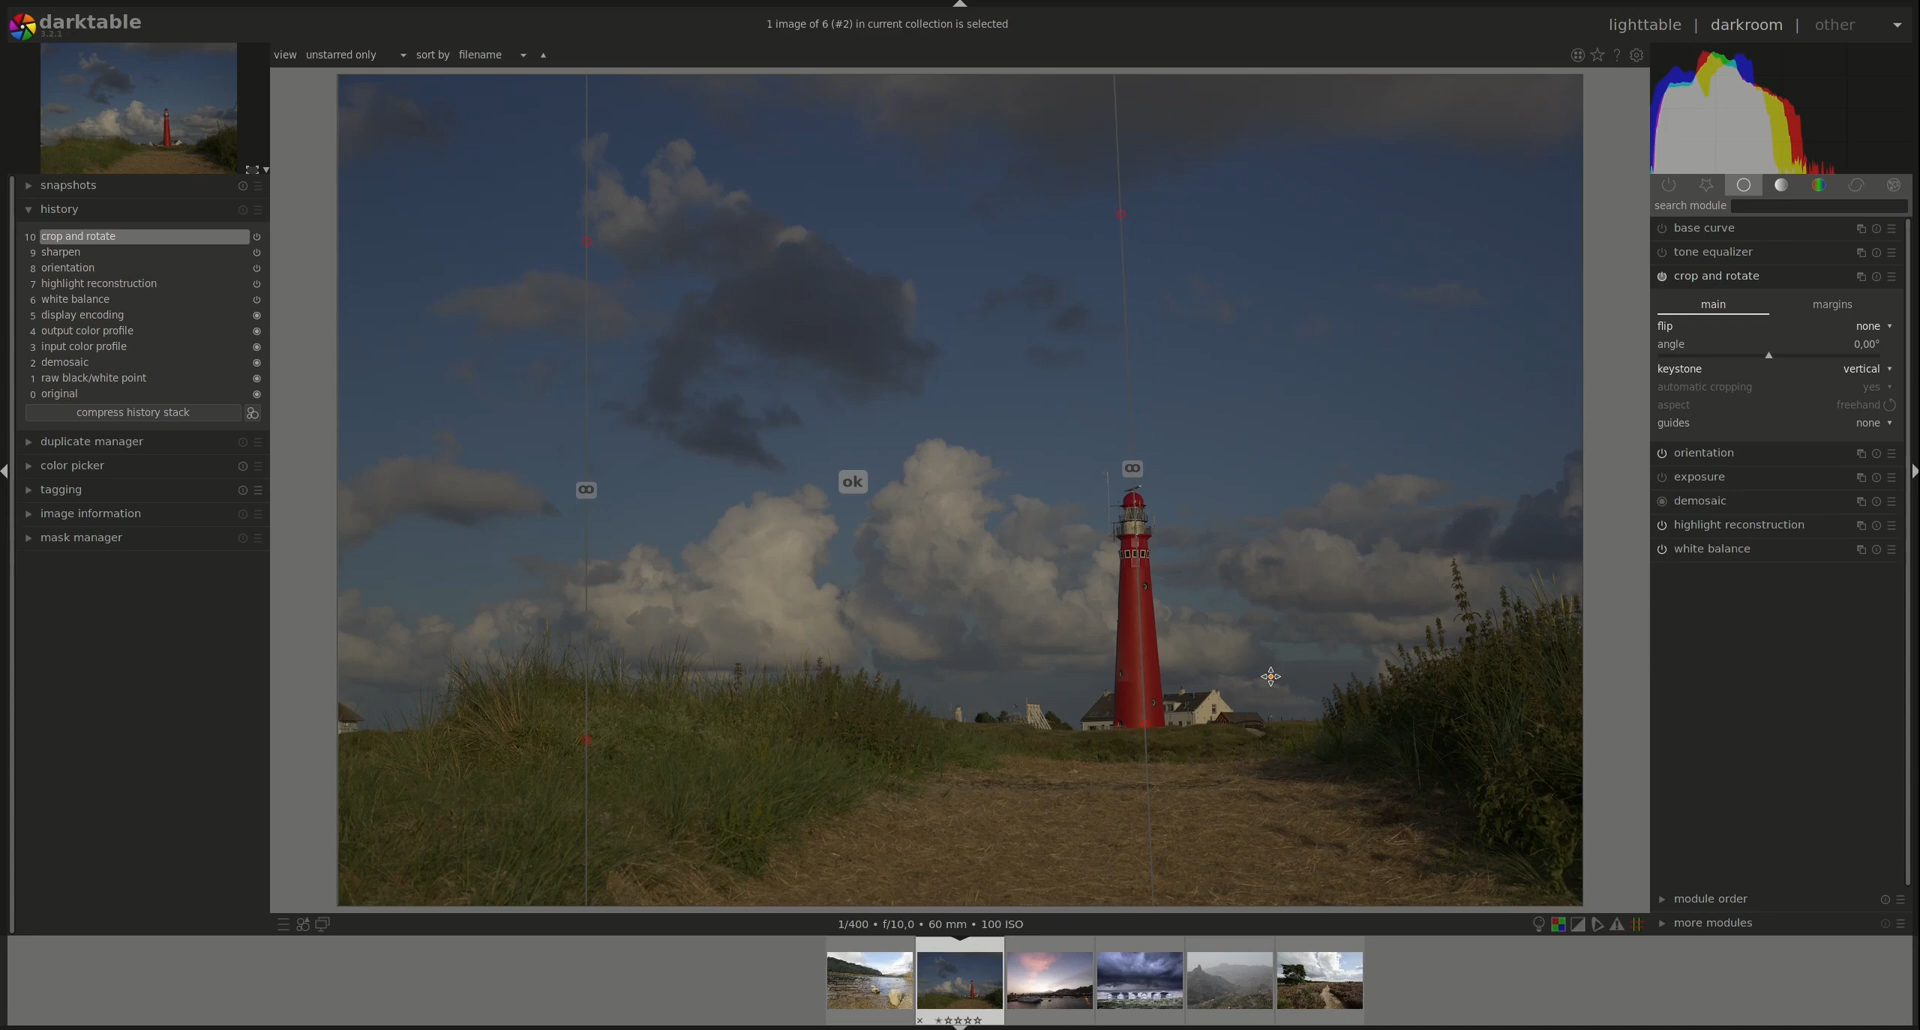 darktable
3.2.1
1 image of 6 (#2) in current collection is selected
lighttable | darkroom | other
view unstarred only sort by filename
snapshots
history
10 crop and rotate
9 sharpen
8 orientation
7 highlight reconstruction
6 white balance
5 display encoding
4 output color profile
3 input color profile
2 demosaic
1 raw black/white point
0 original
compress history stack
duplicate manager
color picker
tagging
image information
mask manager
ok
search module
base curve
tone equalizer
crop and rotate
main margins
flip none
angle 0,00°
keystone vertical
automatic cropping yes
aspect freehand
guides none
orientation
exposure
demosaic
highlight reconstruction
white balance
module order
more modules
1/400 • f/10,0 • 60 mm • 100 ISO